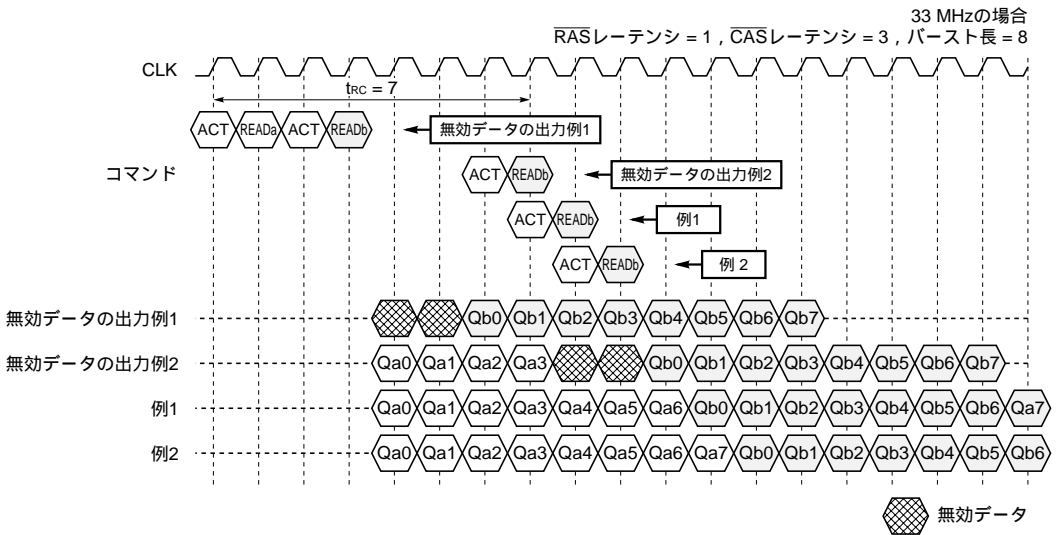 33 MHzの場合
RASレーテンシ = 1 , CASレーテンシ = 3 , バースト長 = 8
CLK
tRC = 7
ACT READa ACT READb
無効データの出力例1
コマンド
ACT READb
無効データの出力例2
ACT READb
例1
ACT READb
例 2
無効データの出力例1 Qb0 Qb1 Qb2 Qb3 Qb4 Qb5 Qb6 Qb7
無効データの出力例2 Qa0 Qa1 Qa2 Qa3 Qb0 Qb1 Qb2 Qb3 Qb4 Qb5 Qb6 Qb7
例1 Qa0 Qa1 Qa2 Qa3 Qa4 Qa5 Qa6 Qb0 Qb1 Qb2 Qb3 Qb4 Qb5 Qb6 Qa7
例2 Qa0 Qa1 Qa2 Qa3 Qa4 Qa5 Qa6 Qa7 Qb0 Qb1 Qb2 Qb3 Qb4 Qb5 Qb6
無効データ